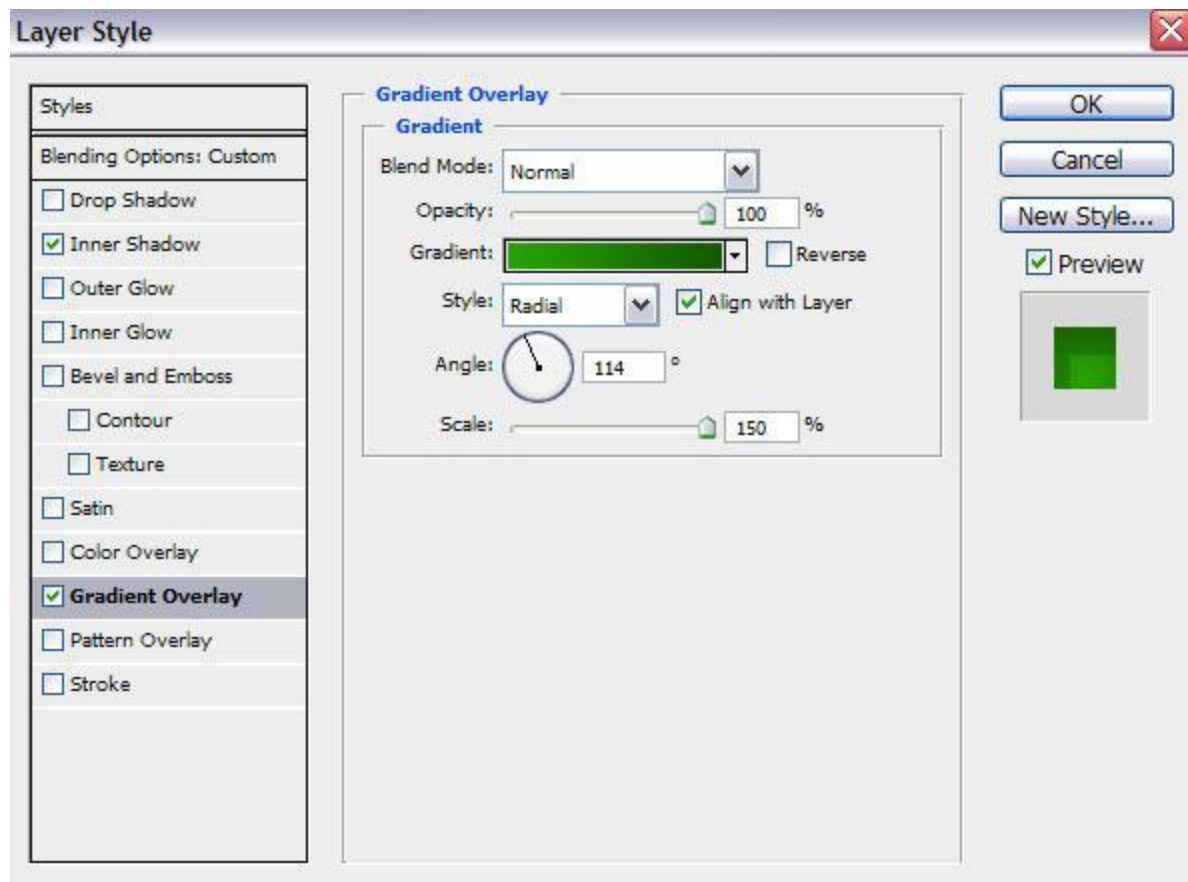 Layer Style
Styles
Blending Options: Custom
Drop Shadow
Inner Shadow
Outer Glow
Inner Glow
Bevel and Emboss
Contour
Texture
Satin
Color Overlay
Gradient Overlay
Pattern Overlay
Stroke
Gradient Overlay
Gradient
Blend Mode: Normal
Opacity: 100 %
Gradient: Reverse
Style: Radial Align with Layer
Angle: 114 °
Scale: 150 %
OK
Cancel
New Style...
Preview